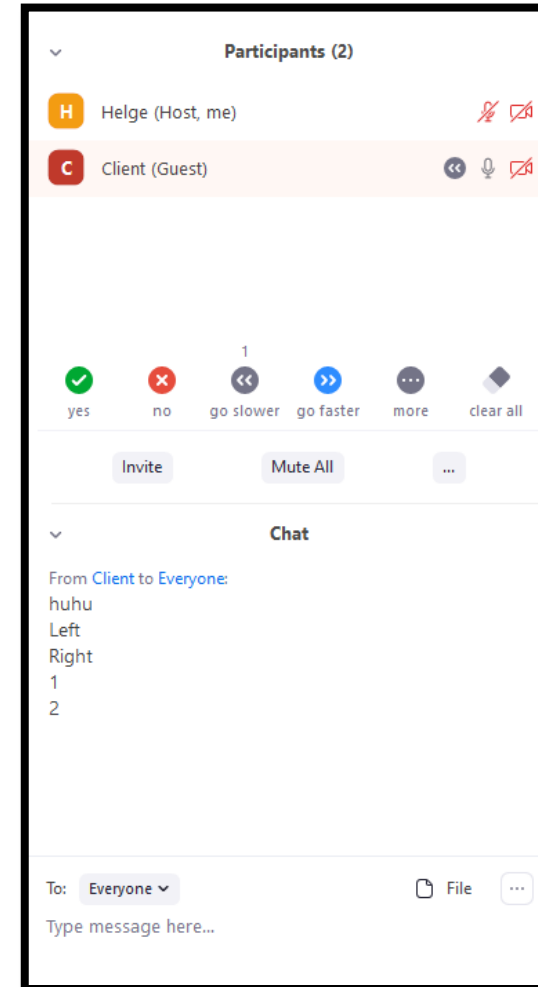 Participants (2)
H Helge (Host, me)
C Client (Guest)
1
yes no go slower go faster more clear all
Invite Mute All ...
Chat
From Client to Everyone:
huhu
Left
Right
1
2
To: Everyone File
Type message here...